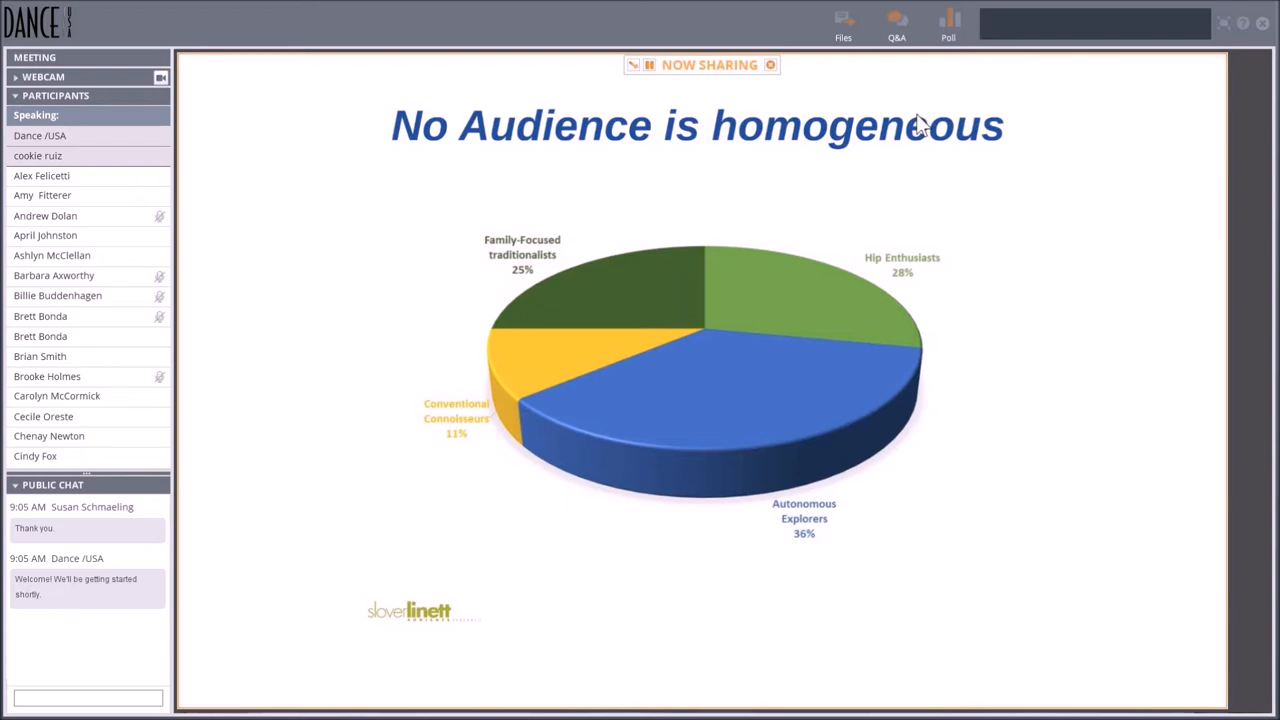 DANCE USA
Files
Q&A
Poll
MEETING
WEBCAM
PARTICIPANTS
Speaking:
Dance /USA
cookie ruiz
Alex Felicetti
Amy Fitterer
Andrew Dolan
April Johnston
Ashlyn McClellan
Barbara Axworthy
Billie Buddenhagen
Brett Bonda
Brett Bonda
Brian Smith
Brooke Holmes
Carolyn McCormick
Cecile Oreste
Chenay Newton
Cindy Fox
PUBLIC CHAT
9:05 AM Susan Schmaeling
Thank you.
9:05 AM Dance /USA
Welcome! We'll be getting started
shortly.
NOW SHARING
No Audience is homogeneous
Family-Focused
traditionalists
25%
Hip Enthusiasts
28%
Conventional
Connoisseurs
11%
Autonomous
Explorers
36%
sloverlinett
AUDIENCE RESEARCH